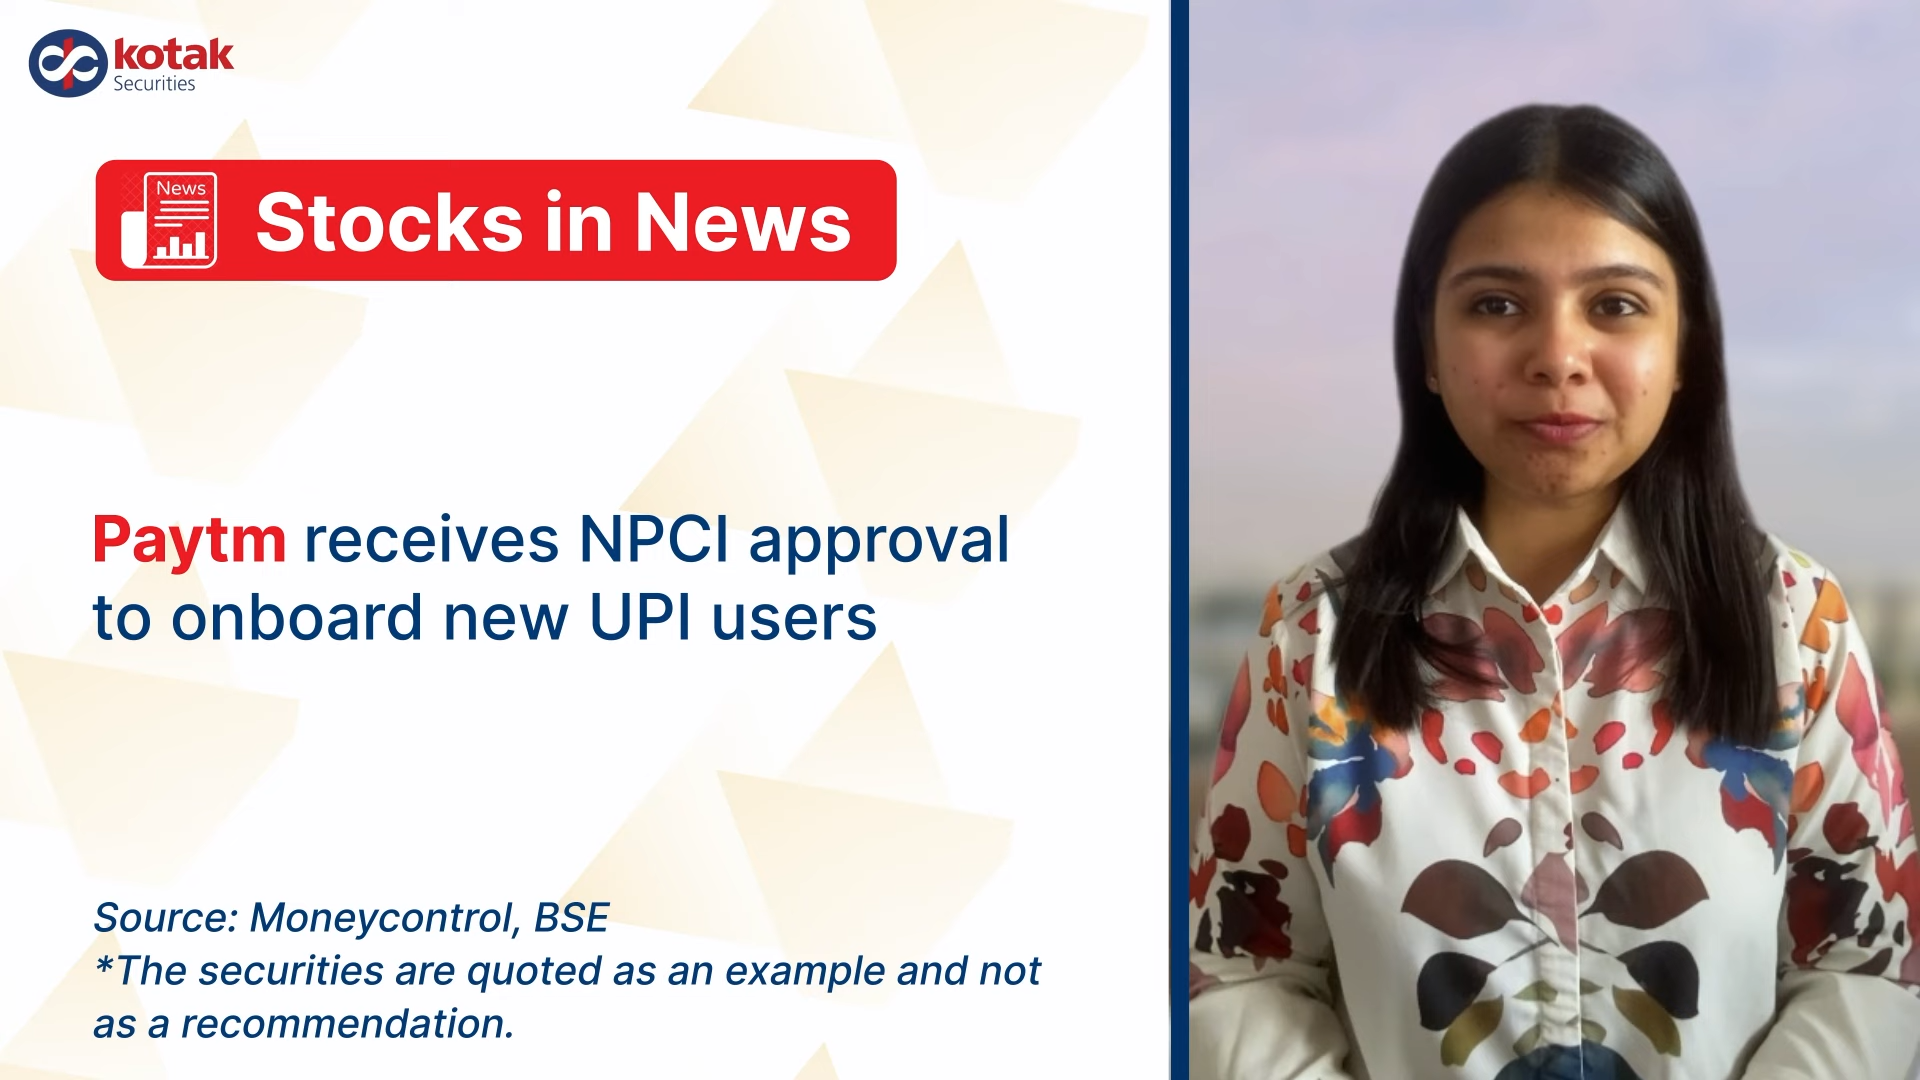 kotak
Securities
News
Stocks in News
Paytm receives NPCI approval
to onboard new UPI users
Source: Moneycontrol, BSE
*The securities are quoted as an example and not
as a recommendation.